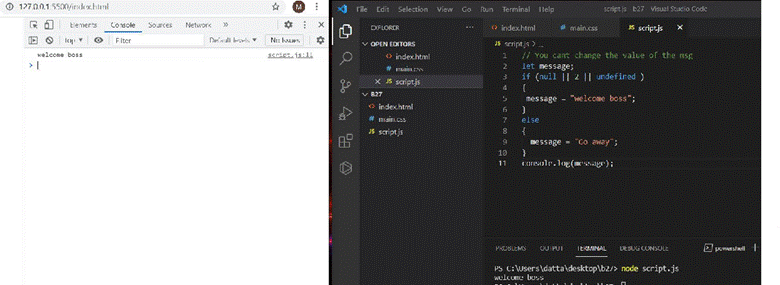 127.0.0.1:5500/index.html
M
Elements Console Sources Network »
top Filter Default levels No Issues
welcome boss script.js:11
>
File Edit Selection View Go Run Terminal Help script.js - b27 - Visual Studio Code
EXPLORER
OPEN EDITORS
index.html
main.css
script.js
B27
index.html
main.css
script.js
index.html main.css script.js
script.js > ...
1 // You cant change the value of the msg
2 let message;
3 if (null || 2 || undefined )
4 {
5 message = "welcome boss";
6 }
7 else
8 {
9 message = "Go away";
10 }
11 console.log(message);
PROBLEMS OUTPUT TERMINAL DEBUG CONSOLE powershell
PS C:\Users\datta\desktop\b27> node script.js
welcome boss